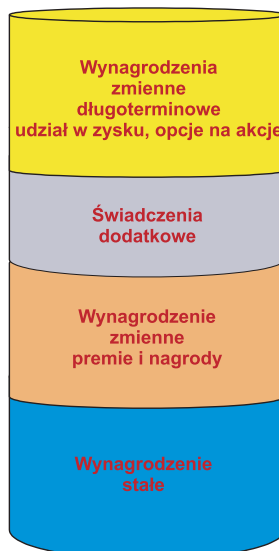 Wynagrodzenia
zmienne
długoterminowe
udział w zysku, opcje na akcje
Świadczenia
dodatkowe
Wynagrodzenie
zmienne
premie i nagrody
Wynagrodzenie
stałe